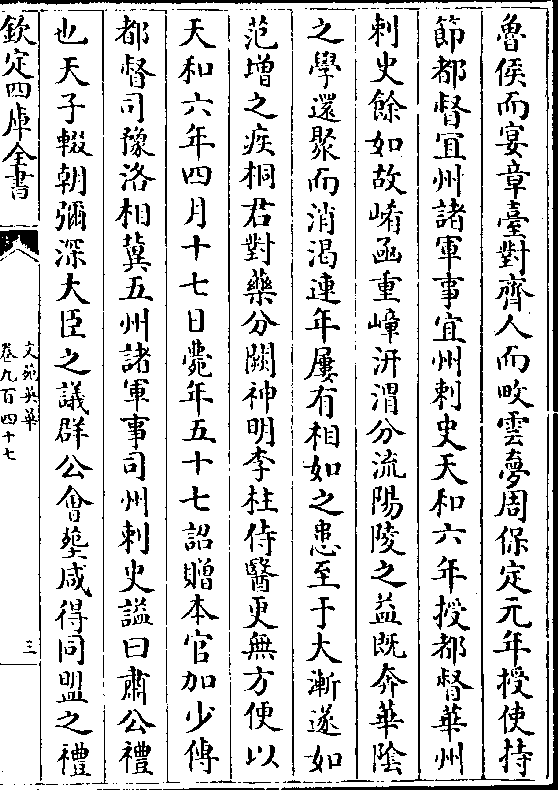 魯侯而宴章臺對齊人而畋雲夢周保定元年授使持
節都督宜州諸軍事宜州刺史天和六年授都督華州
刺史餘如故崤函重嶂汧渭分流陽陵之益既奔華陰
之學還聚而消渴連年屢有相如之患至于大漸遂如
范增之疾桐君對藥分闕神明李柱侍醫更無方便以
天和六年四月十七日薨年五十七詔贈本官加少傅
都督司豫洛相冀五州諸軍事司州刺史謚曰肅公禮
也天子輟朝彌深大臣之議群公會塟咸得同盟之禮
欽定四庫全書
文苑英華
卷九百四十七
三